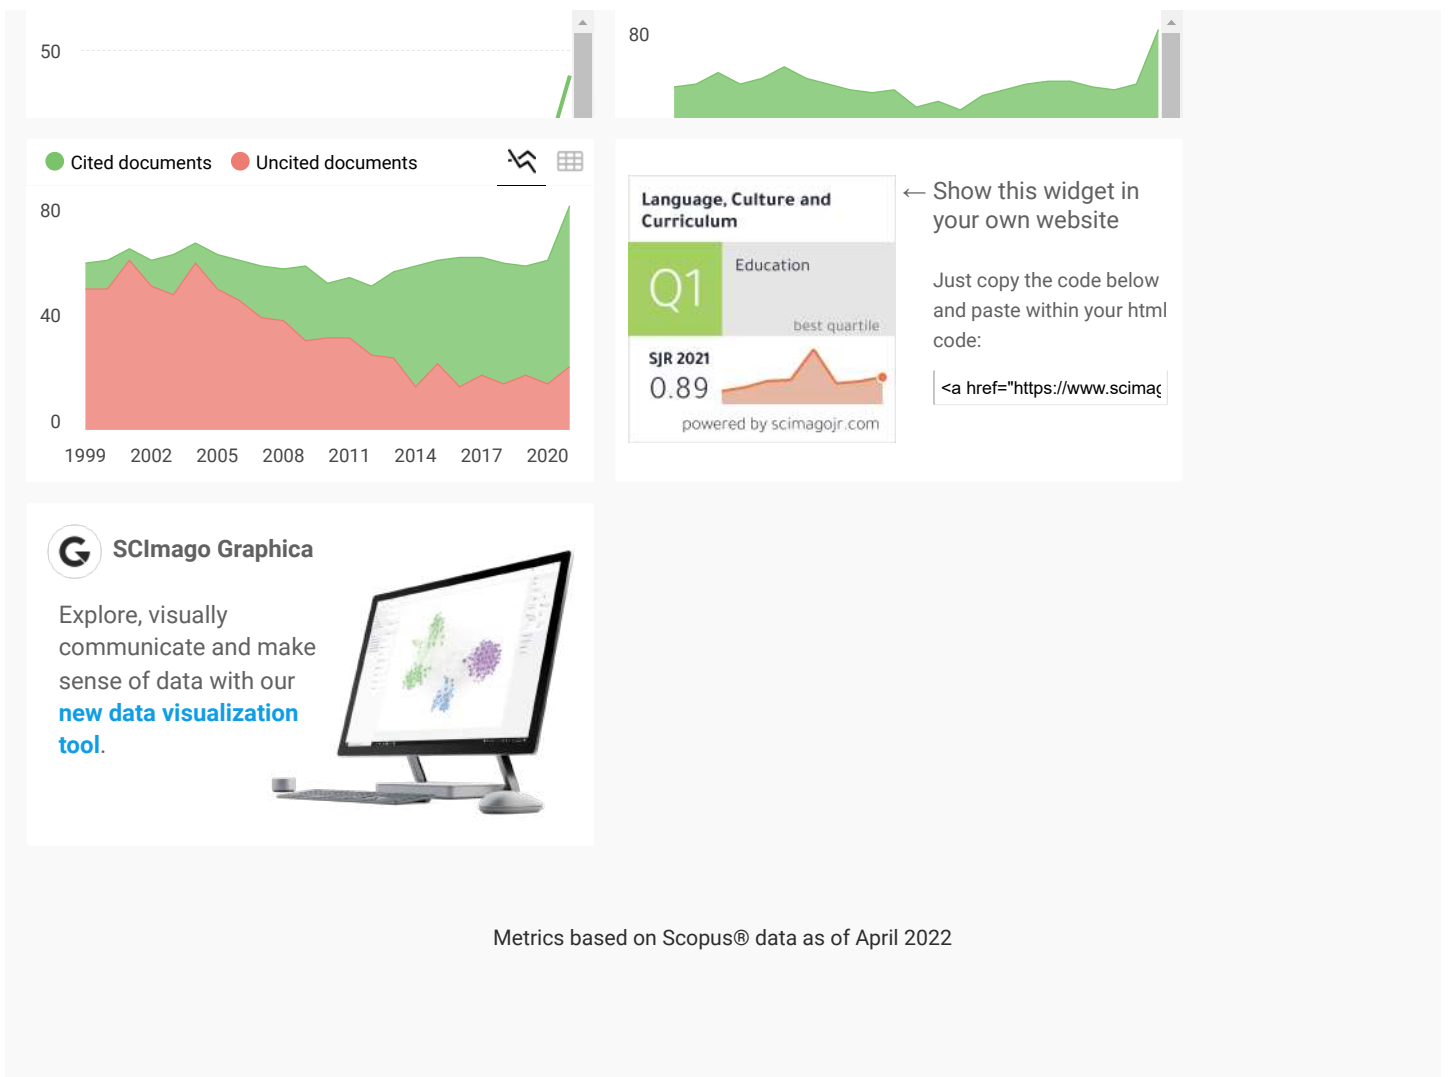 50
80
Cited documents
Uncited documents
80
40
0
1999 2002 2005 2008 2011 2014 2017 2020
Language, Culture and
Curriculum
Q1
Education
best quartile
SJR 2021
0.89
powered by scimagojr.com
← Show this widget in
your own website
Just copy the code below
and paste within your html
code:
<a href="https://www.scimag
G
SCImago Graphica
Explore, visually
communicate and make
sense of data with our
new data visualization
tool.
Metrics based on Scopus® data as of April 2022